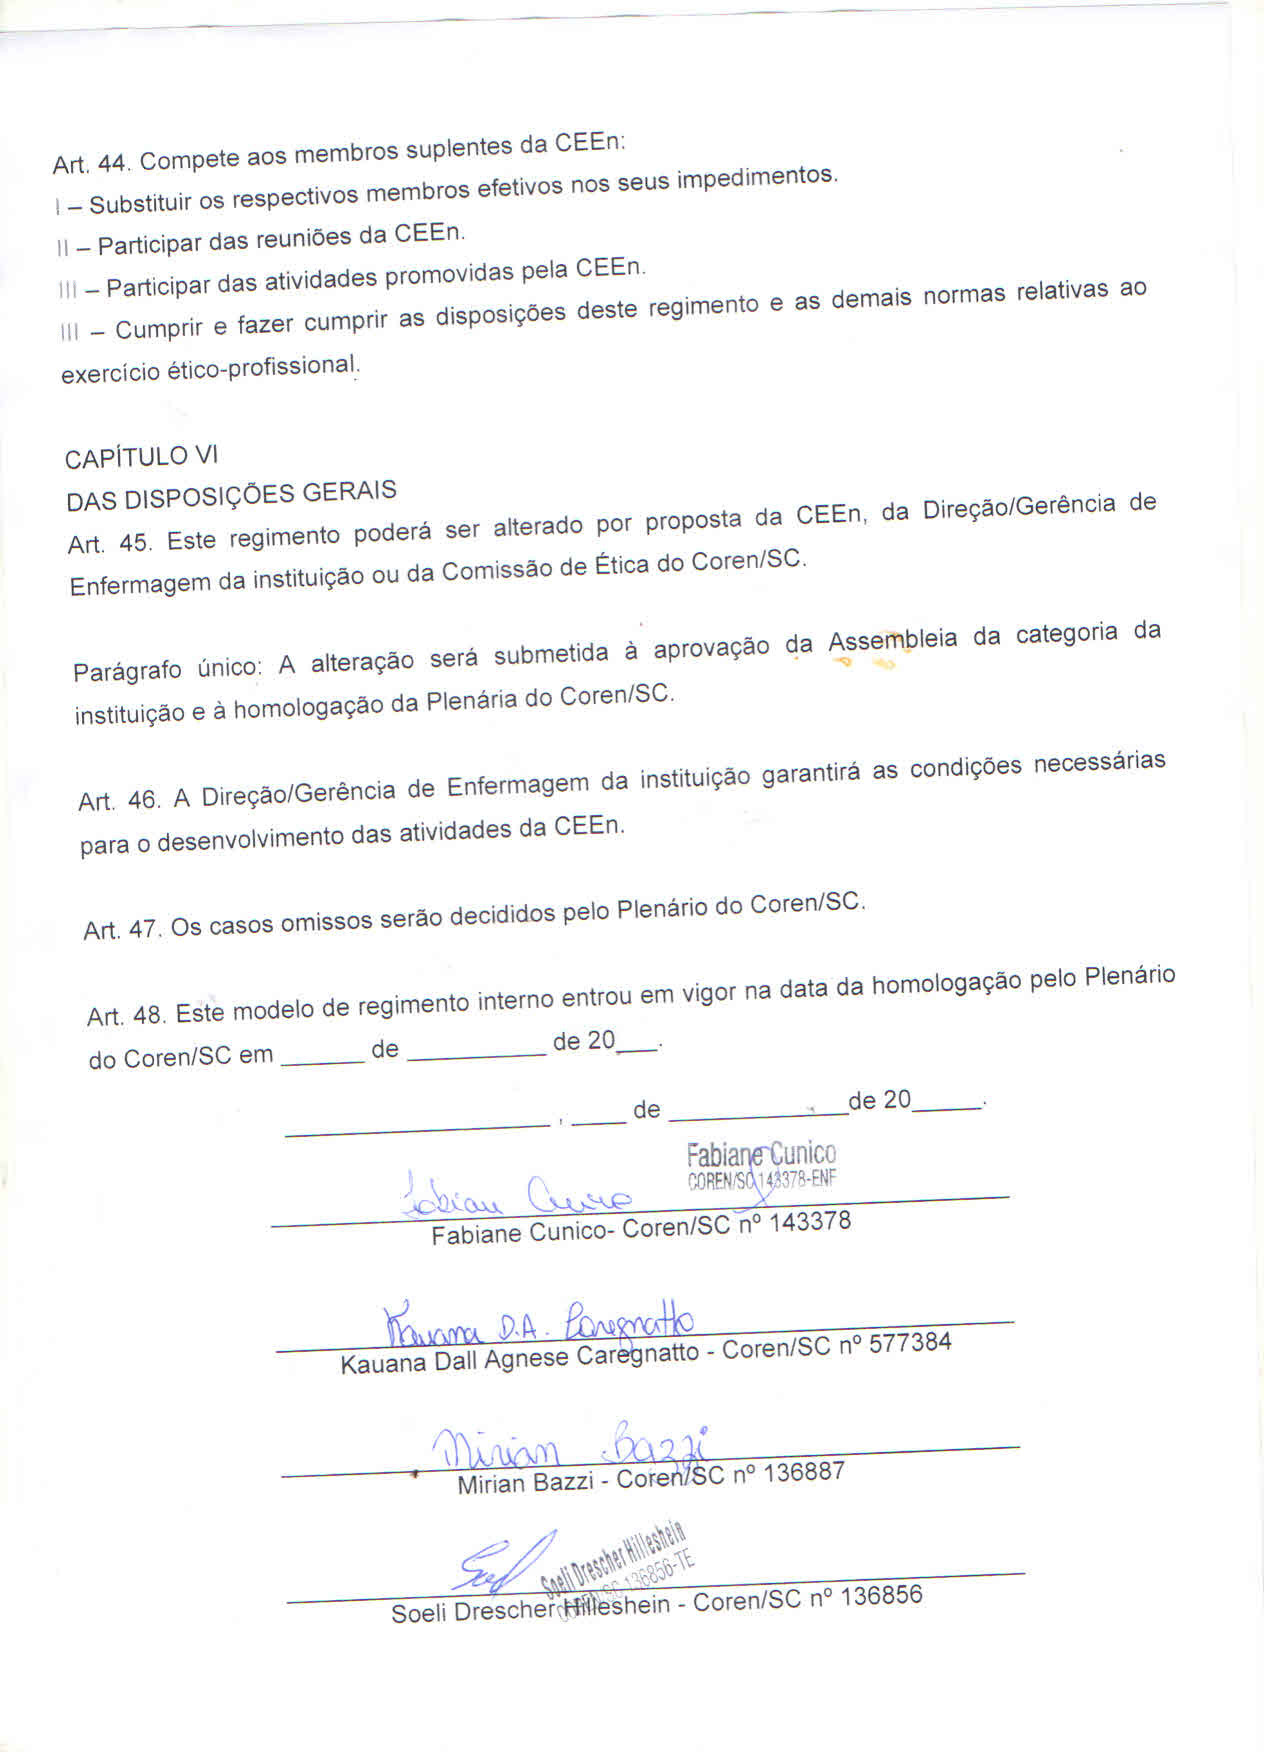 Art. 44. Compete aos membros suplentes da CEEn:
I – Substituir os respectivos membros efetivos nos seus impedimentos.
II – Participar das reuniões da CEEn.
III – Participar das atividades promovidas pela CEEn.
III – Cumprir e fazer cumprir as disposições deste regimento e as demais normas relativas ao
exercício ético-profissional.
CAPÍTULO VI
DAS DISPOSIÇÕES GERAIS
Art. 45. Este regimento poderá ser alterado por proposta da CEEn, da Direção/Gerência de
Enfermagem da instituição ou da Comissão de Ética do Coren/SC.
Parágrafo único: A alteração será submetida à aprovação da Assembleia da categoria da
instituição e à homologação da Plenária do Coren/SC.
Art. 46. A Direção/Gerência de Enfermagem da instituição garantirá as condições necessárias
para o desenvolvimento das atividades da CEEn.
Art. 47. Os casos omissos serão decididos pelo Plenário do Coren/SC.
Art. 48. Este modelo de regimento interno entrou em vigor na data da homologação pelo Plenário
do Coren/SC em ______ de __________ de 20___.
___________________ , ____ de _____________de 20_____.
Fabiane Cunico
COREN/SC 143378-ENF
Fabiane Cunico- Coren/SC nº 143378
Kauana D.A. Caregnatto
Kauana Dall Agnese Caregnatto - Coren/SC nº 577384
Mirian Bazzi
Mirian Bazzi - Coren/SC nº 136887
Soeli Drescher Hilleshein
COREN/SC 136856-TE
Soeli Drescher Hilleshein - Coren/SC nº 136856